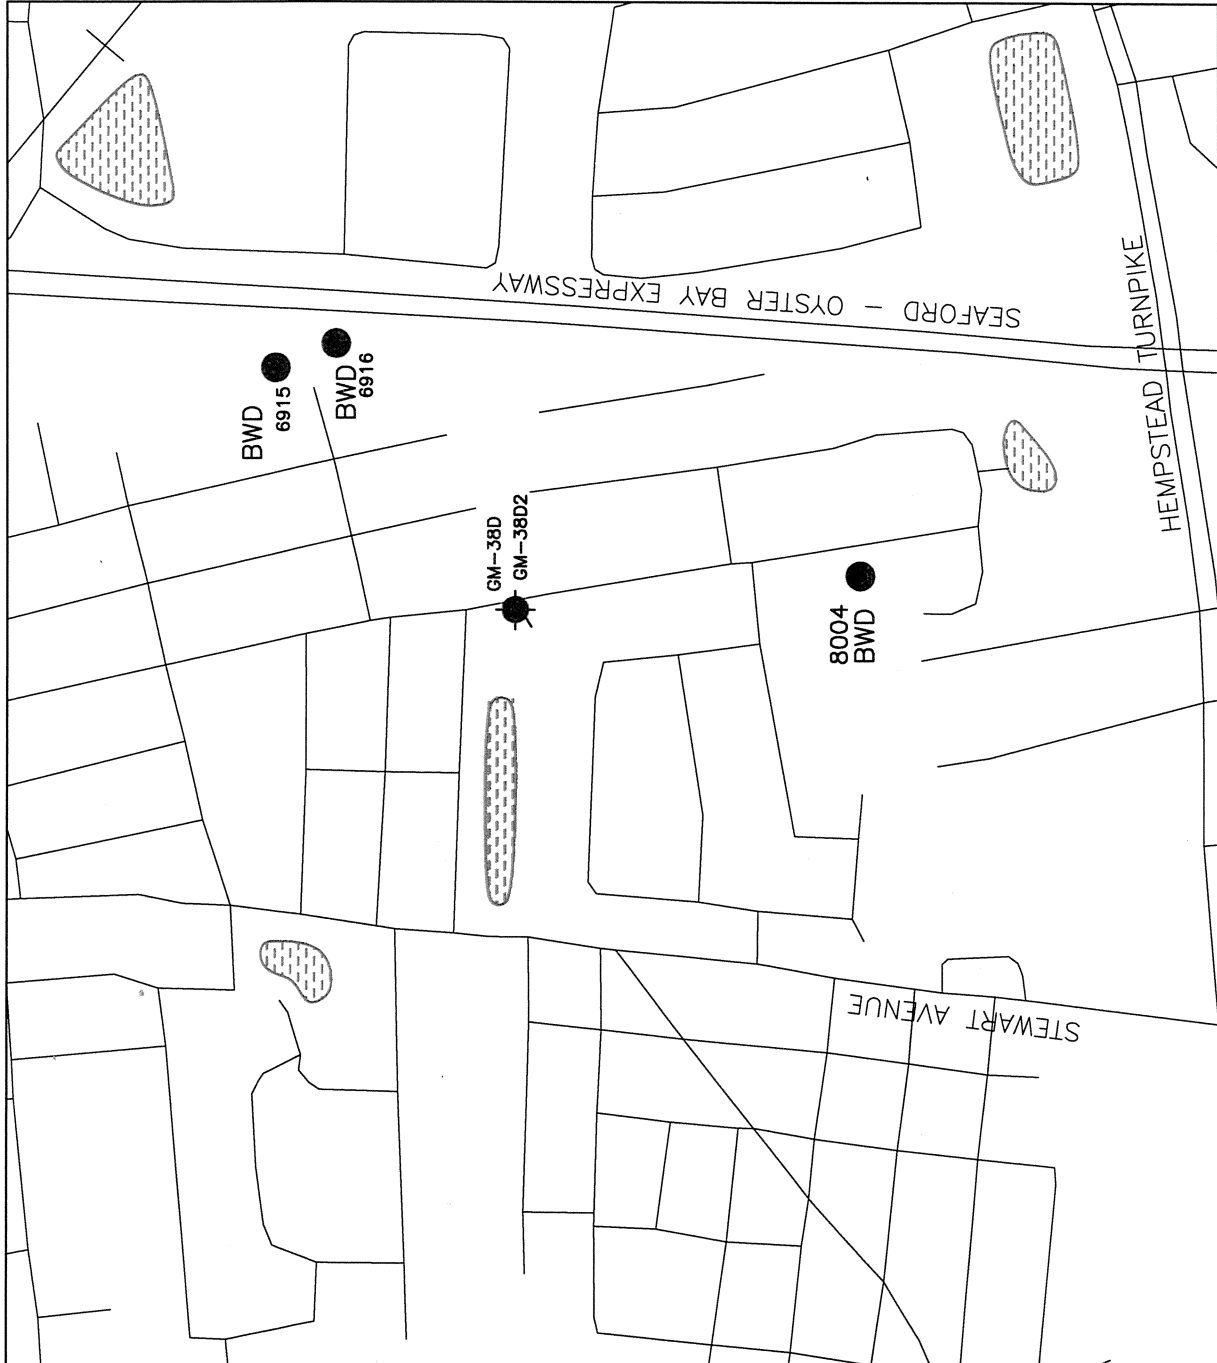 SEAFORD - OYSTER BAY EXPRESSWAY
HEMPSTEAD TURNPIKE
BWD
6915
BWD
6916
GM-38D
GM-38D2
8004
BWD
STEWART AVENUE